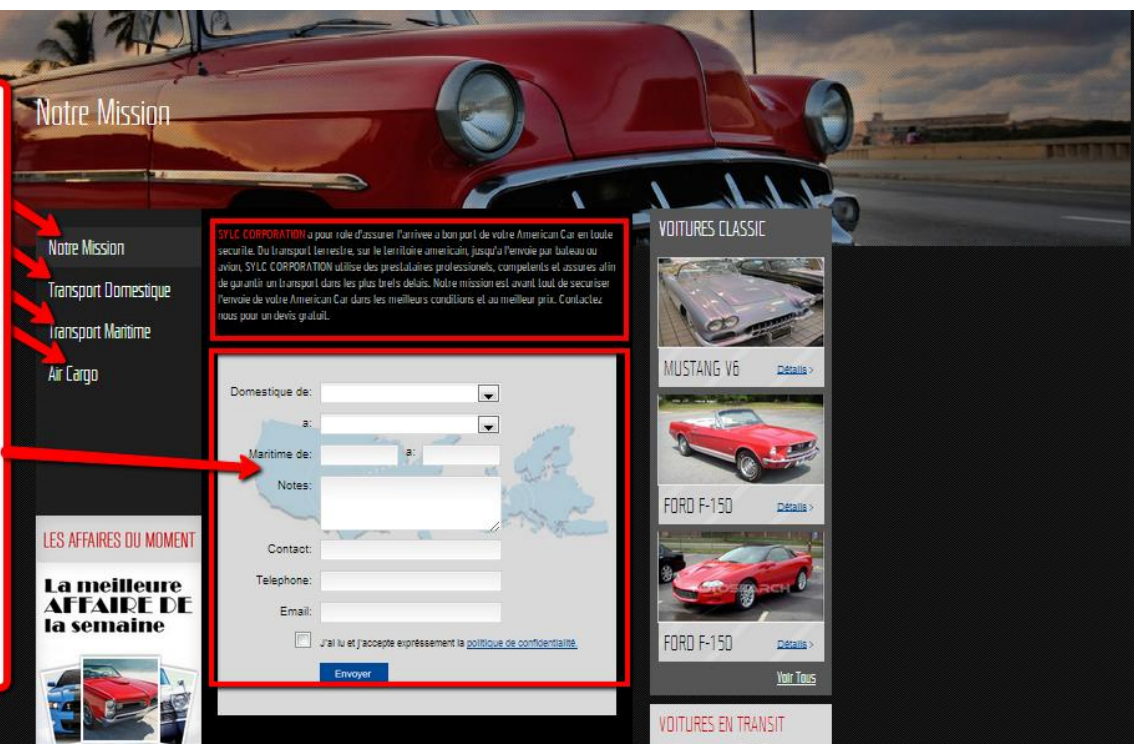 Notre Mission
Notre Mission
Transport Domestique
Transport Maritime
Air Cargo
LES AFFAIRES DU MOMENT
La meilleure
AFFAIRE DE
la semaine
SYLC CORPORATION a pour role d'assurer l'arrivee a bon port de votre American Car en toute
securite. Du transport terrestre, sur le territoire americain, jusqu'a l'envoie par bateau ou
avion, SYLC CORPORATION utilise des prestataires professionels, competents et assures afin
de garantir un transport dans les plus brefs delais. Notre mission est avant tout de securiser
l'envoie de votre American Car dans les meilleurs conditions et au meilleur prix. Contactez
nous pour un devis gratuit.
Domestique de:
a:
Maritime de: a:
Notes:
Contact:
Telephone:
Email:
J'ai lu et j'accepte expréssement la politique de confidentialité.
Envoyer
VOITURES CLASSIC
MUSTANG V6 Détails >
FORD F-150 Détails >
FORD F-150 Détails >
Voir Tous
VOITURES EN TRANSIT